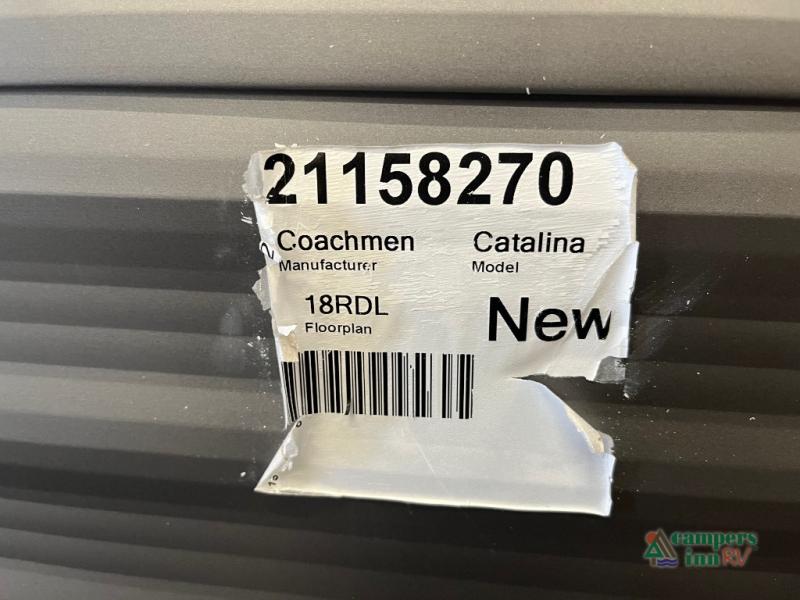 21158270
Coachmen Catalina
Manufacturer Model
18RDL New
Floorplan
campers
inn RV